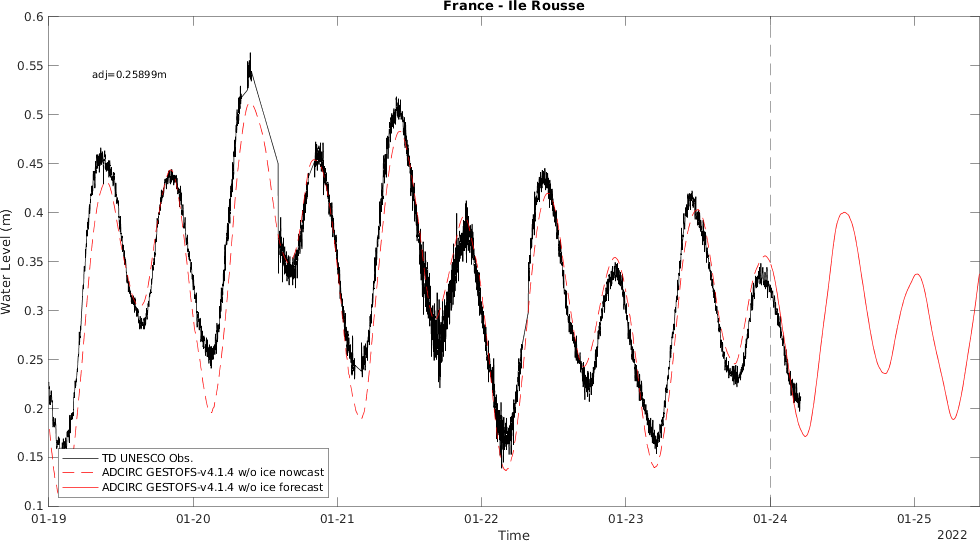 France - Ile Rousse
adj=0.25899m
Water Level (m)
0.6
0.55
0.5
0.45
0.4
0.35
0.3
0.25
0.2
0.15
0.1
TD UNESCO Obs.
ADCIRC GESTOFS-v4.1.4 w/o ice nowcast
ADCIRC GESTOFS-v4.1.4 w/o ice forecast
01-19 01-20 01-21 01-22 01-23 01-24 01-25
Time
2022